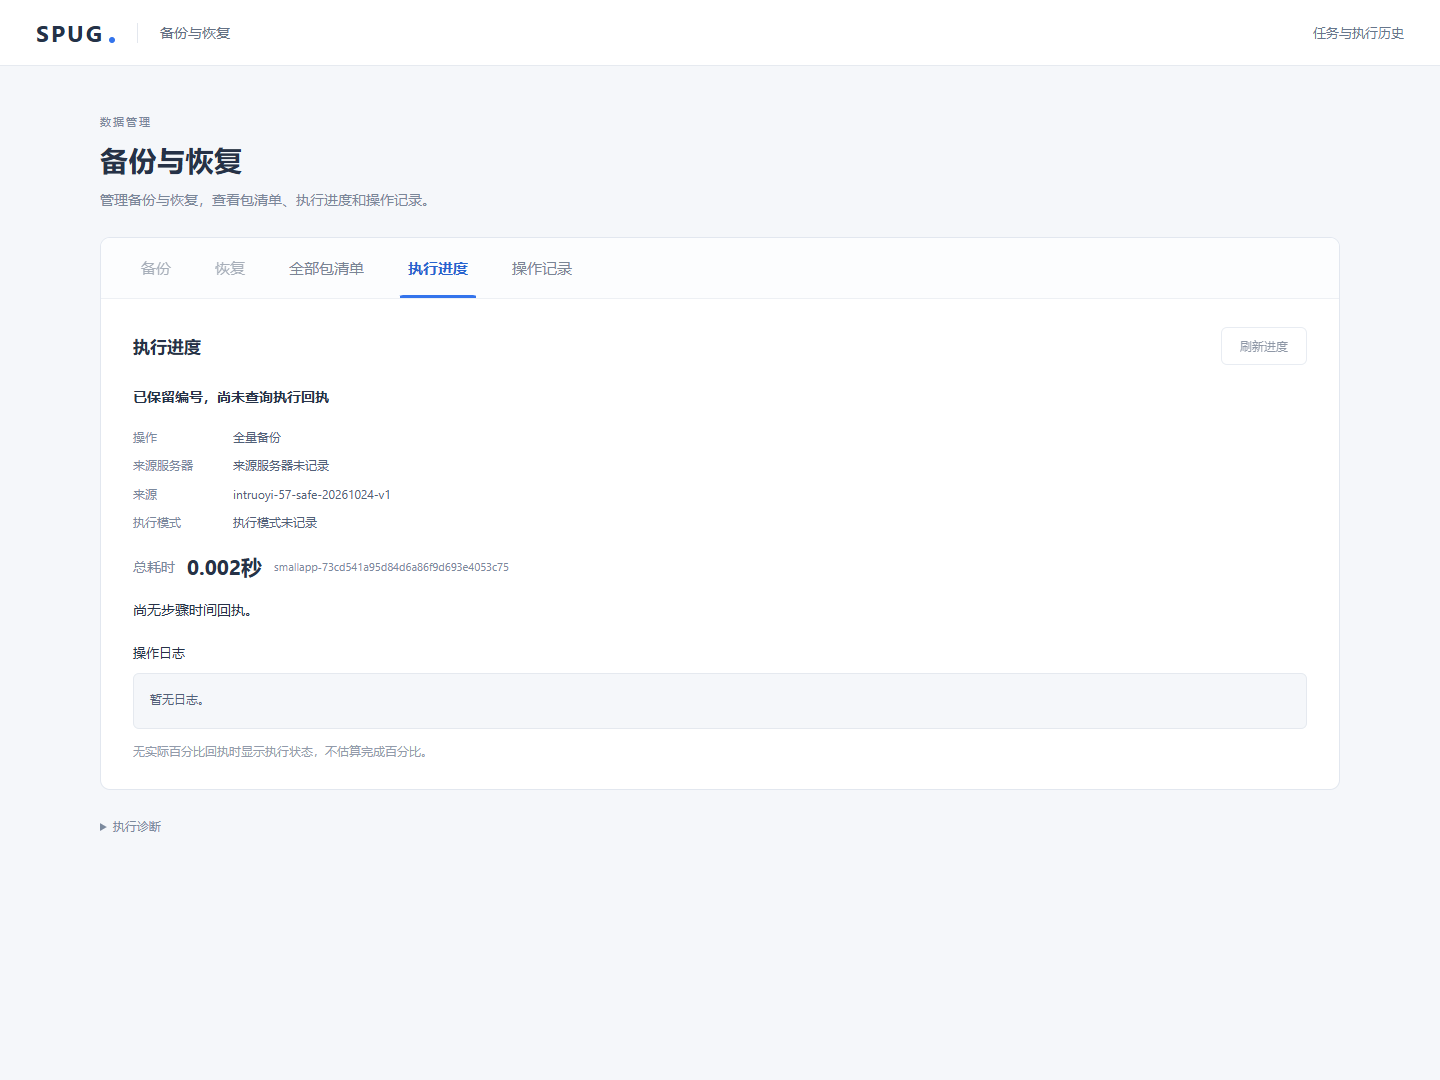 SPUG.
备份与恢复
任务与执行历史
数据管理
备份与恢复
管理备份与恢复，查看包清单、执行进度和操作记录。
备份
恢复
全部包清单
执行进度
操作记录
执行进度
刷新进度
已保留编号，尚未查询执行回执
操作 全量备份
来源服务器 来源服务器未记录
来源 intruoyi-57-safe-20261024-v1
执行模式 执行模式未记录
总耗时 0.002秒 smallapp-73cd541a95d84d6a86f9d693e4053c75
尚无步骤时间回执。
操作日志
暂无日志。
无实际百分比回执时显示执行状态，不估算完成百分比。
执行诊断